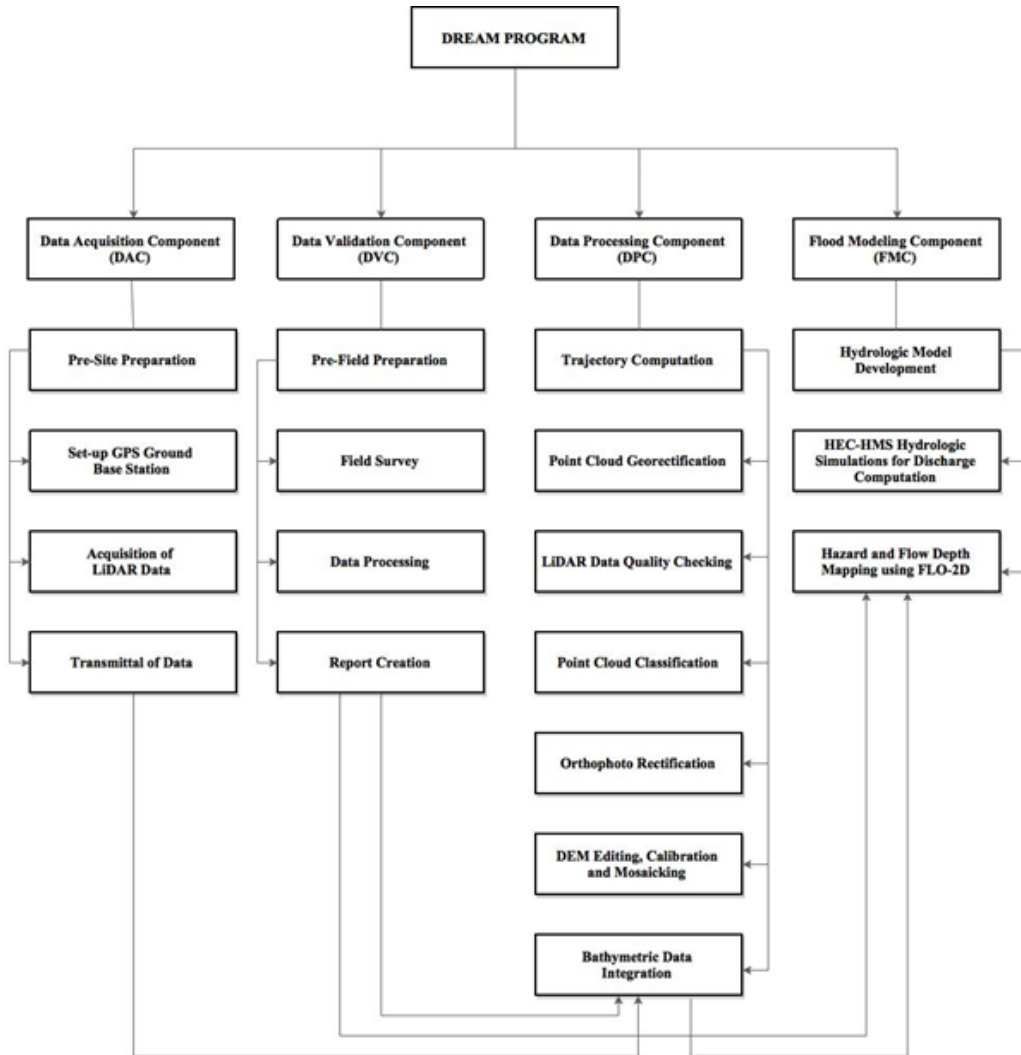 DREAM PROGRAM
Data Acquisition Component
(DAC)
Data Validation Component
(DVC)
Data Processing Component
(DPC)
Flood Modeling Component
(FMC)
Pre-Site Preparation
Pre-Field Preparation
Trajectory Computation
Hydrologic Model
Development
Set-up GPS Ground
Base Station
Field Survey
Point Cloud Georectification
HEC-HMS Hydrologic
Simulations for Discharge
Computation
Acquisition of
LiDAR Data
Data Processing
LiDAR Data Quality Checking
Hazard and Flow Depth
Mapping using FLO-2D
Transmittal of Data
Report Creation
Point Cloud Classification
Orthophoto Rectification
DEM Editing, Calibration
and Mosaicking
Bathymetric Data
Integration